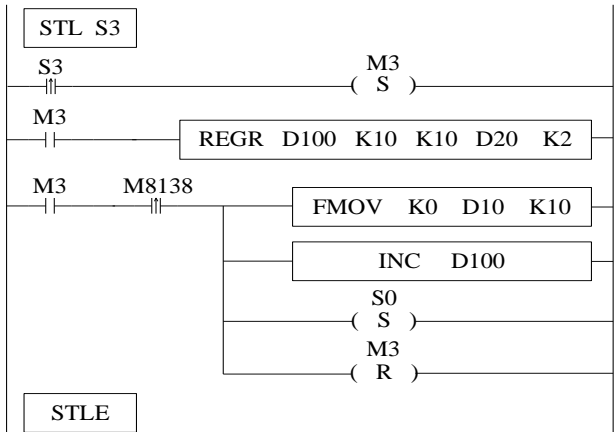 STL S3
S3
M3
( S )
M3
REGR D100 K10 K10 D20 K2
M3 M8138
FMOV K0 D10 K10
INC D100
S0
( S )
M3
( R )
STLE